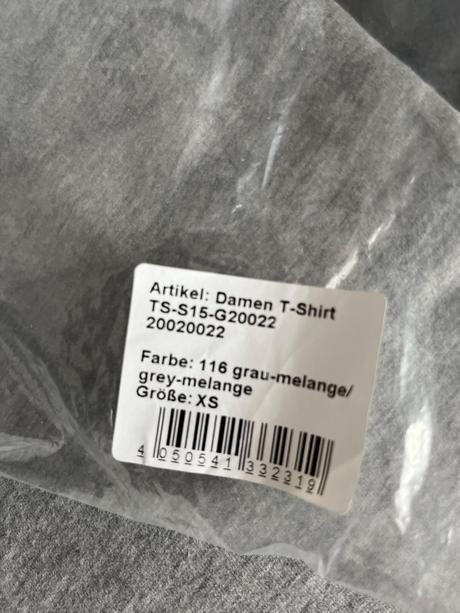 Artikel: Damen T-Shirt
TS-S15-G20022
20020022
Farbe: 116 grau-melange/
grey-melange
Größe: XS
4 050541 332319